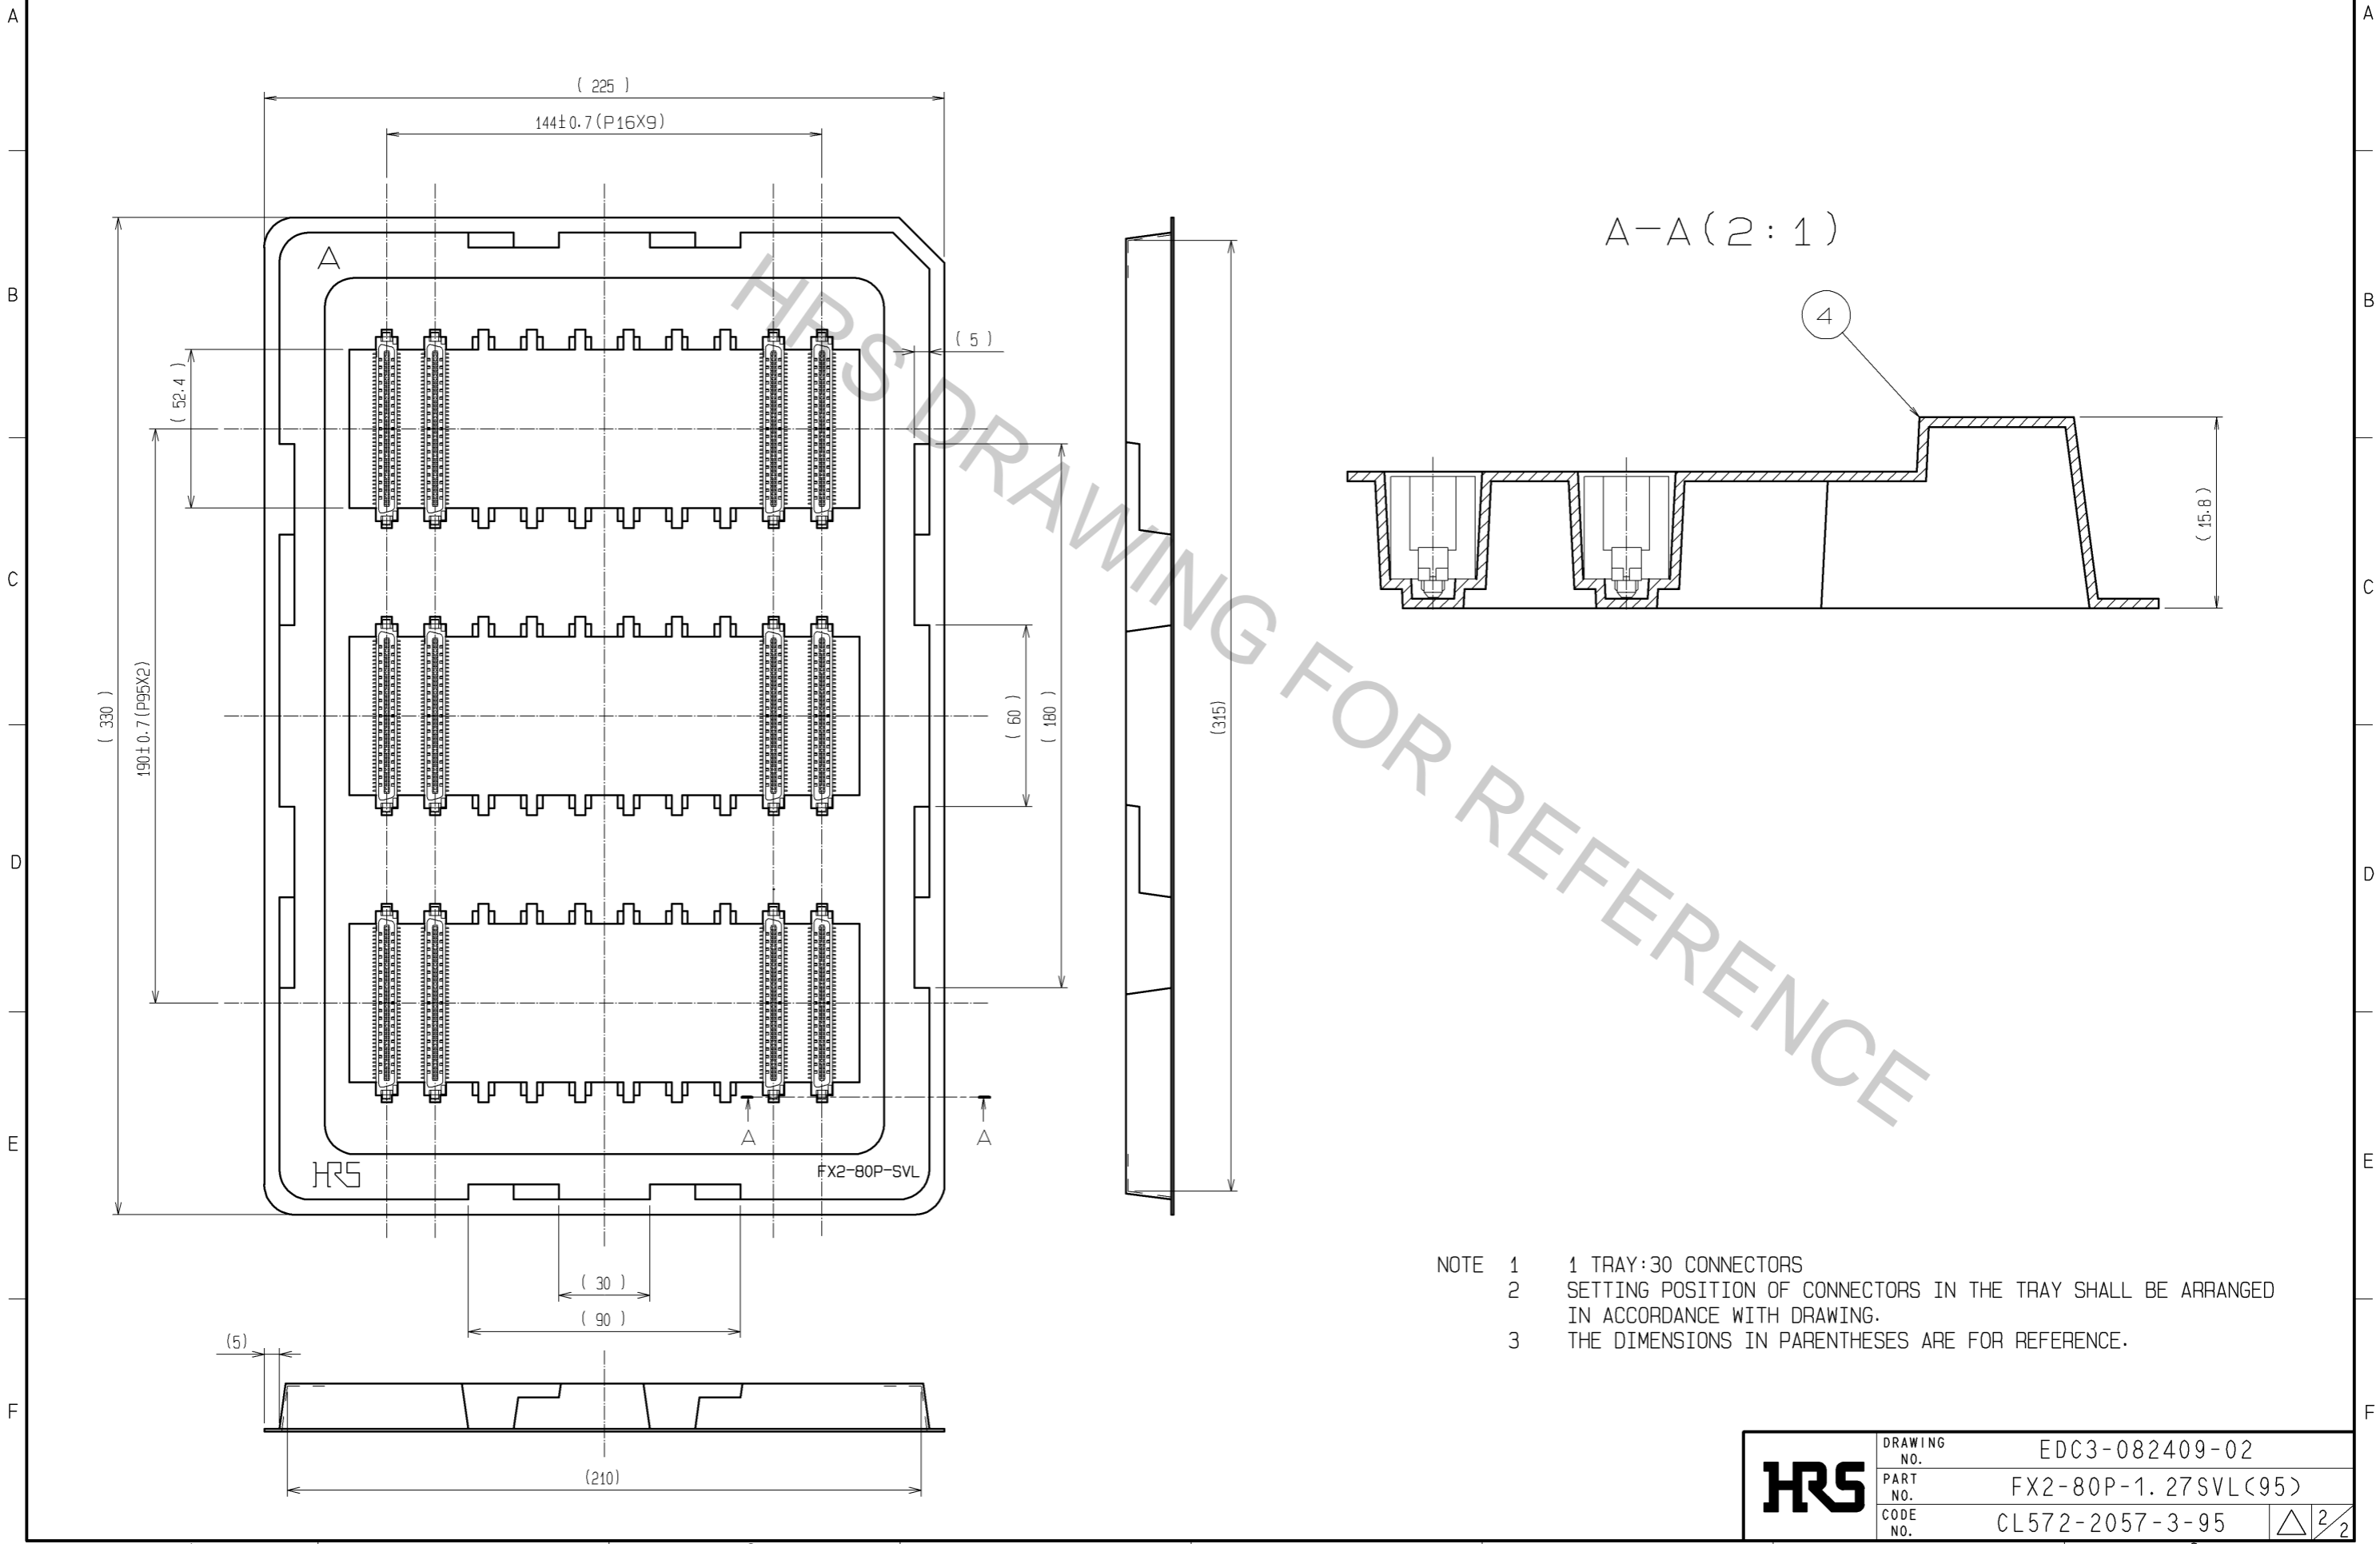 A
A
B
B
C
C
D
D
E
E
F
F
( 225 )
144±0.7(P16X9)
A
( 5 )
( 52.4 )
( 330 )
190±0.7(P95X2)
( 60 )
( 180 )
(315)
A-A(2:1)
4
( 15.8 )
A
A
HRS
FX2-80P-SVL
( 30 )
( 90 )
(5)
(210)
HRS DRAWING FOR REFERENCE
NOTE 1 1 TRAY:30 CONNECTORS
2 SETTING POSITION OF CONNECTORS IN THE TRAY SHALL BE ARRANGED
IN ACCORDANCE WITH DRAWING.
3 THE DIMENSIONS IN PARENTHESES ARE FOR REFERENCE.
HRS
DRAWING NO. EDC3-082409-02
PART NO. FX2-80P-1.27SVL(95)
CODE NO. CL572-2057-3-95
2/2